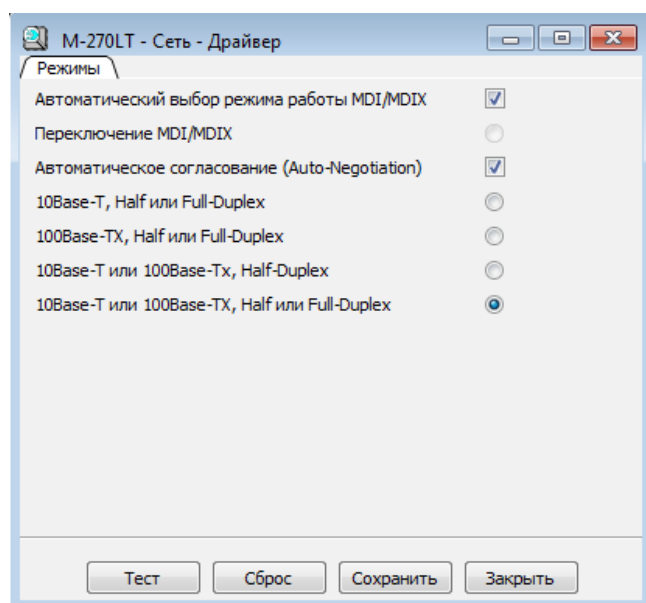 M-270LT - Сеть - Драйвер
Режимы
Автоматический выбор режима работы MDI/MDIX
Переключение MDI/MDIX
Автоматическое согласование (Auto-Negotiation)
10Base-T, Half или Full-Duplex
100Base-TX, Half или Full-Duplex
10Base-T или 100Base-Tx, Half-Duplex
10Base-T или 100Base-TX, Half или Full-Duplex
Тест Сброс Сохранить Закрыть